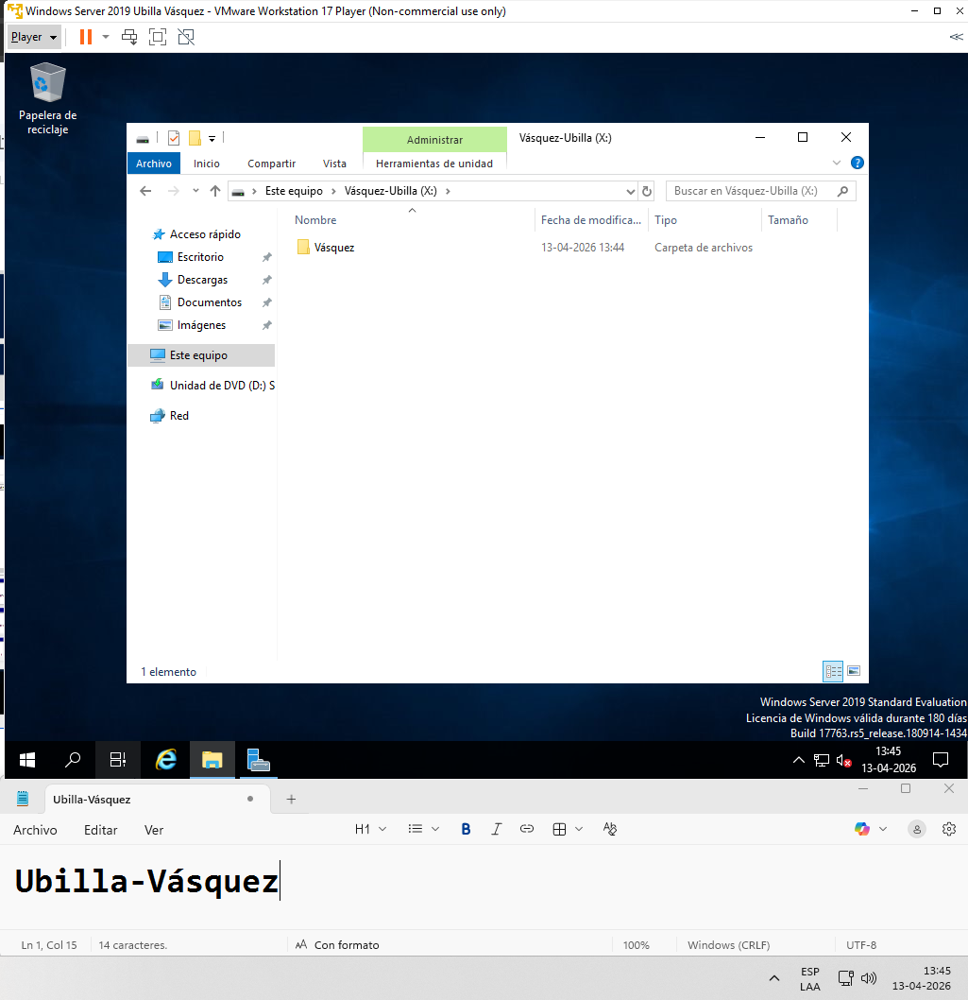 Windows Server 2019 Ubilla Vásquez - VMware Workstation 17 Player (Non-commercial use only)
Player
Papelera de
reciclaje
Administrar
Vásquez-Ubilla (X:)
Archivo
Inicio
Compartir
Vista
Herramientas de unidad
Este equipo > Vásquez-Ubilla (X:) >
Buscar en Vásquez-Ubilla (X:)
Nombre
Fecha de modifica...
Tipo
Tamaño
Vásquez
13-04-2026 13:44
Carpeta de archivos
Acceso rápido
Escritorio
Descargas
Documentos
Imágenes
Este equipo
Unidad de DVD (D:) S
Red
1 elemento
Windows Server 2019 Standard Evaluation
Licencia de Windows válida durante 180 días
Build 17763.rs5_release.180914-1434
13:45
13-04-2026
Ubilla-Vásquez
Archivo
Editar
Ver
H1
B
I
Ubilla-Vásquez
Ln 1, Col 15
14 caracteres.
Con formato
100%
Windows (CRLF)
UTF-8
ESP
LAA
13:45
13-04-2026